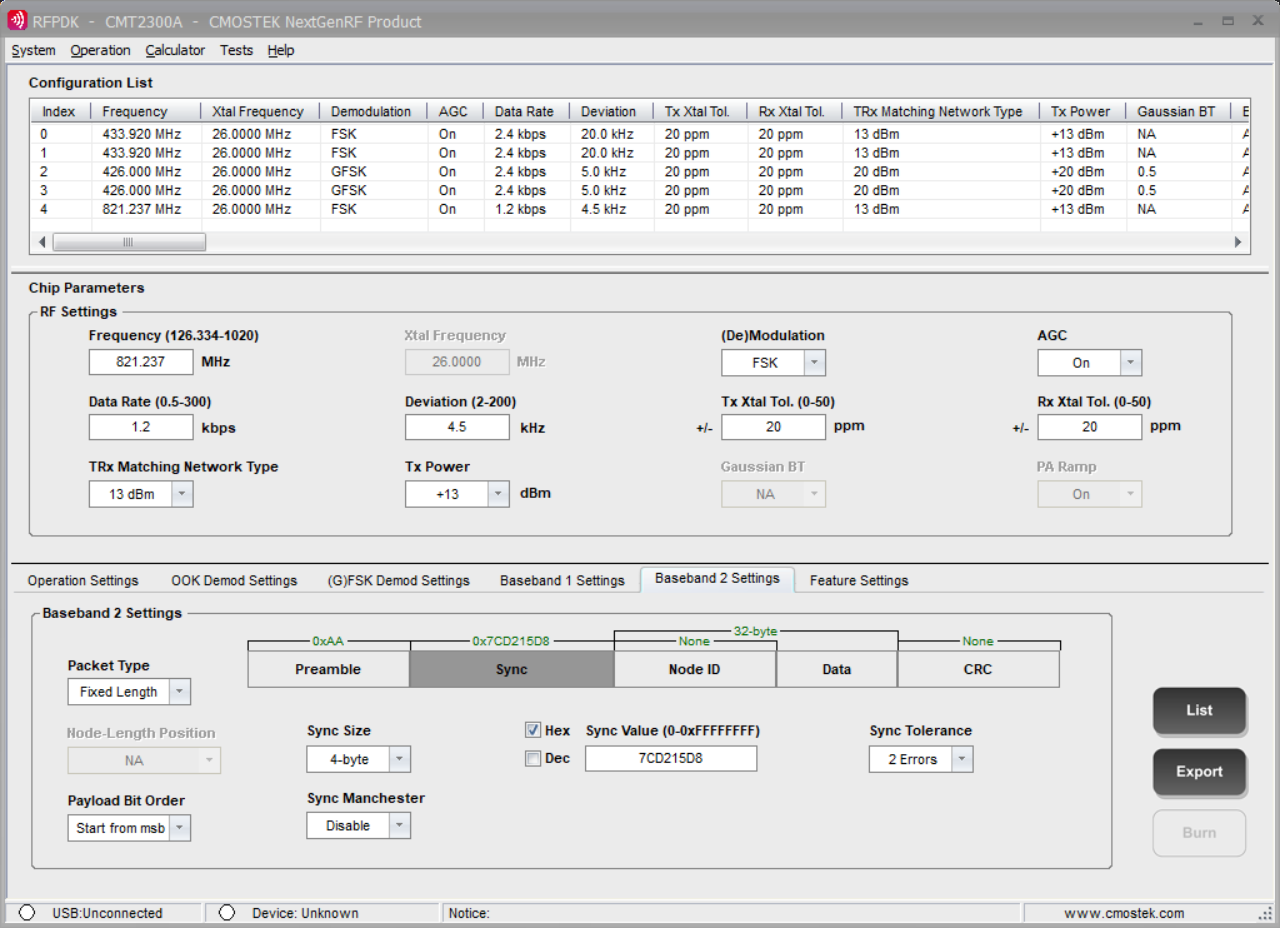 RFPDK - CMT2300A - CMOSTEK NextGenRF Product
System Operation Calculator Tests Help
Configuration List
Index Frequency Xtal Frequency Demodulation AGC Data Rate Deviation Tx Xtal Tol. Rx Xtal Tol. TRx Matching Network Type Tx Power Gaussian BT
0 433.920 MHz 26.0000 MHz FSK On 2.4 kbps 20.0 kHz 20 ppm 20 ppm 13 dBm +13 dBm NA
1 433.920 MHz 26.0000 MHz FSK On 2.4 kbps 20.0 kHz 20 ppm 20 ppm 13 dBm +13 dBm NA
2 426.000 MHz 26.0000 MHz GFSK On 2.4 kbps 5.0 kHz 20 ppm 20 ppm 20 dBm +20 dBm 0.5
3 426.000 MHz 26.0000 MHz GFSK On 2.4 kbps 5.0 kHz 20 ppm 20 ppm 20 dBm +20 dBm 0.5
4 821.237 MHz 26.0000 MHz FSK On 1.2 kbps 4.5 kHz 20 ppm 20 ppm 13 dBm +13 dBm NA
Chip Parameters
RF Settings
Frequency (126.334-1020) Xtal Frequency (De)Modulation AGC
821.237 MHz 26.0000 MHz FSK On
Data Rate (0.5-300) Deviation (2-200) Tx Xtal Tol. (0-50) Rx Xtal Tol. (0-50)
1.2 kbps 4.5 kHz +/- 20 ppm +/- 20 ppm
TRx Matching Network Type Tx Power Gaussian BT PA Ramp
13 dBm +13 dBm NA On
Operation Settings OOK Demod Settings (G)FSK Demod Settings Baseband 1 Settings Baseband 2 Settings Feature Settings
Baseband 2 Settings
32-byte
0xAA 0x7CD215D8 None None
Packet Type Preamble Sync Node ID Data CRC
Fixed Length
List
Node-Length Position Sync Size Hex Sync Value (0-0xFFFFFFFF) Sync Tolerance
NA 4-byte Dec 7CD215D8 2 Errors
Export
Payload Bit Order Sync Manchester
Start from msb Disable
Burn
USB:Unconnected Device: Unknown Notice: www.cmostek.com